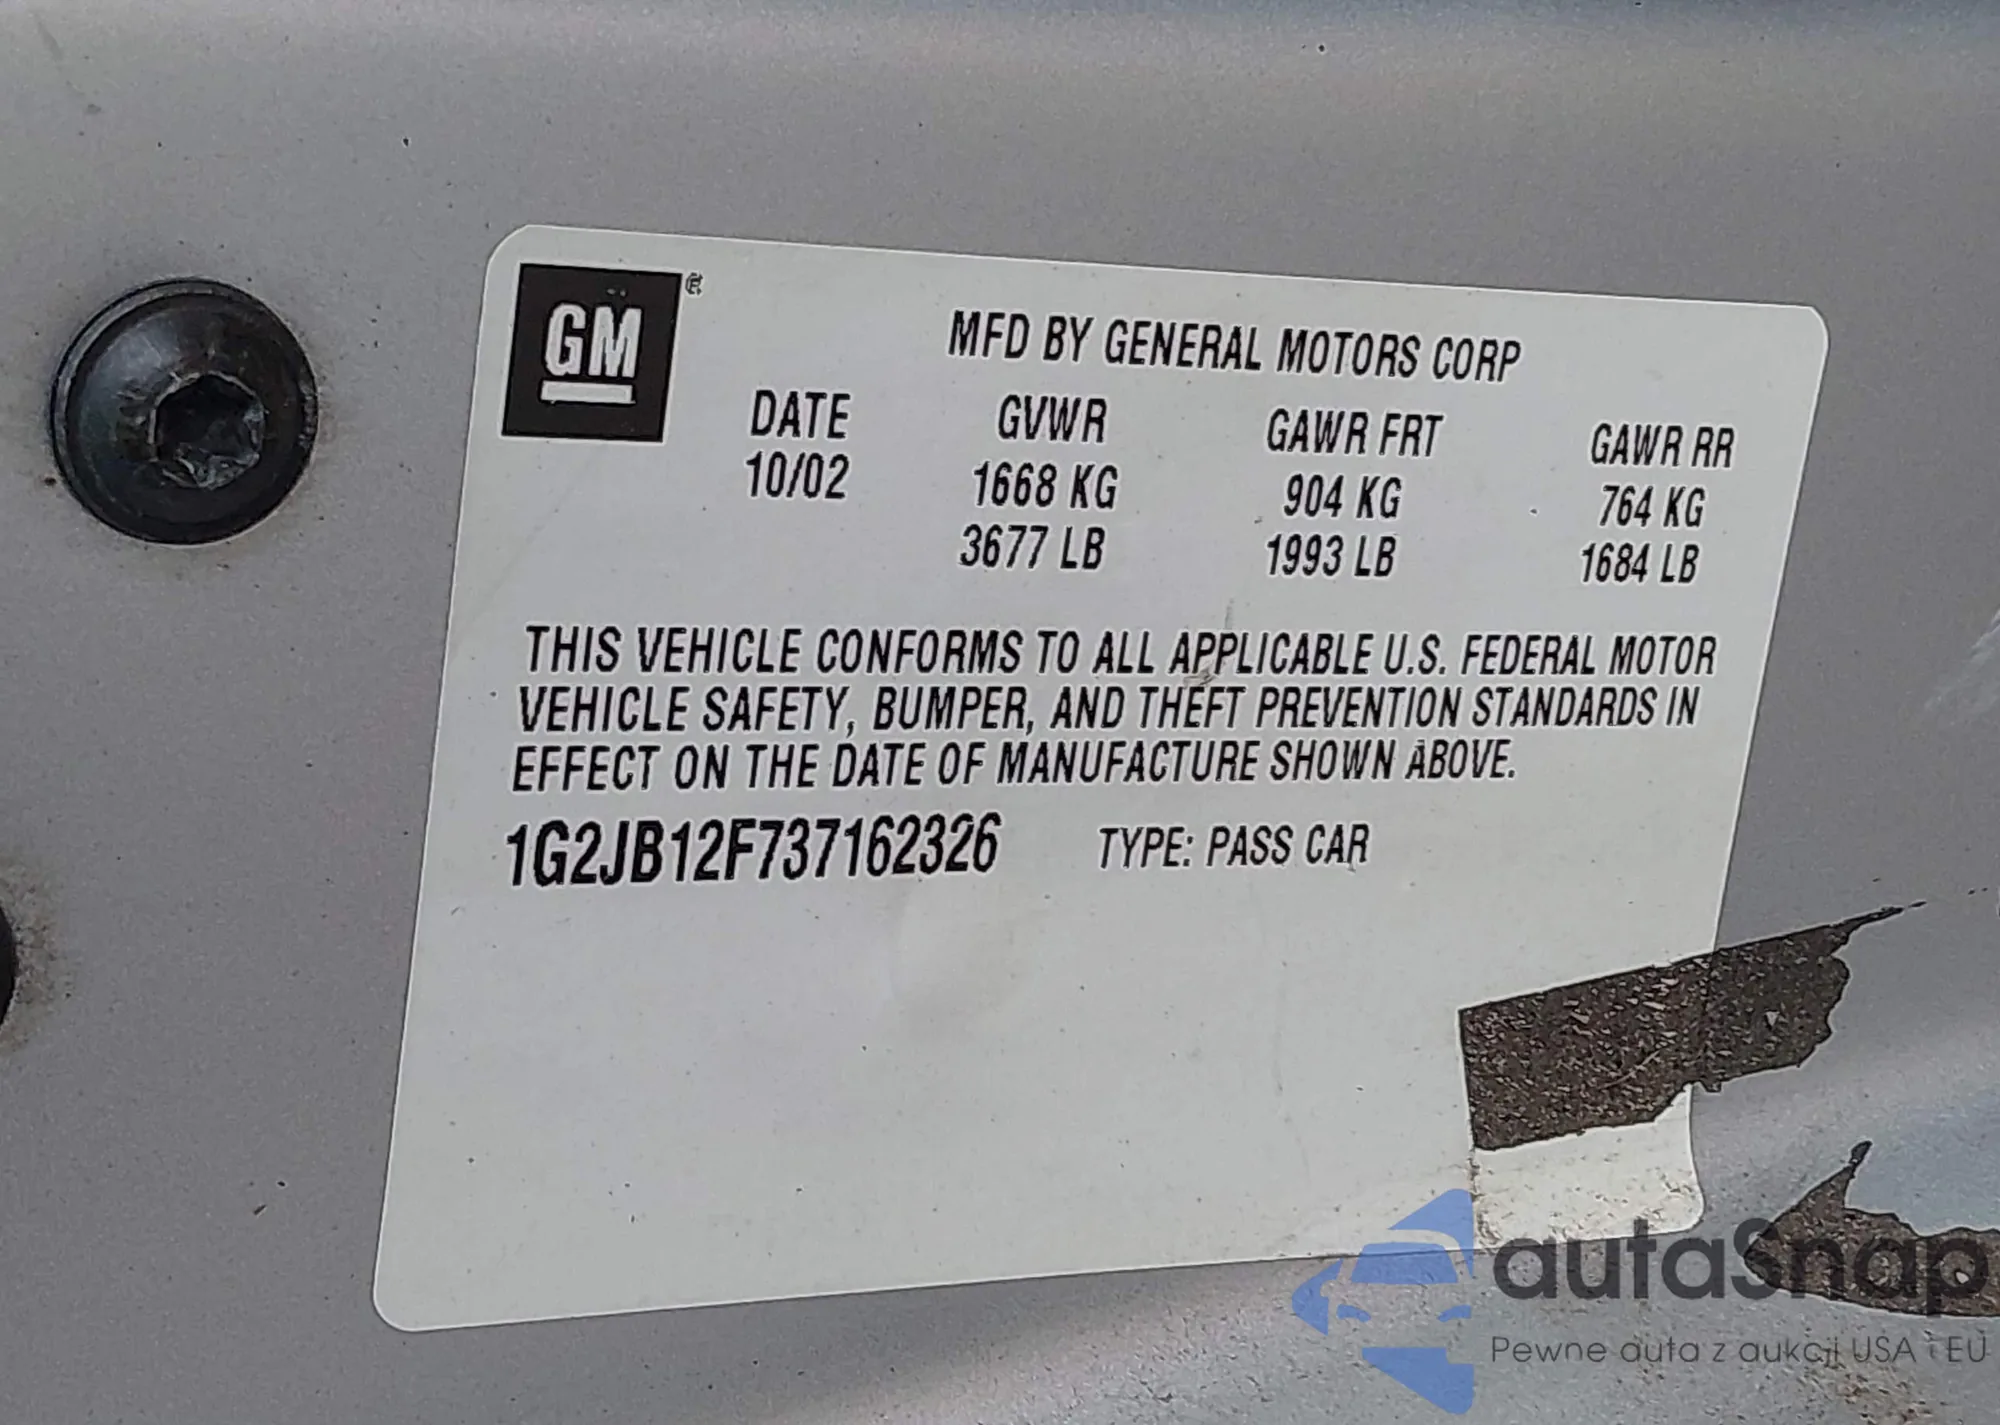 GM
MFD BY GENERAL MOTORS CORP
DATE GVWR GAWR FRT GAWR RR
10/02 1668 KG 904 KG 764 KG
3677 LB 1993 LB 1684 LB
THIS VEHICLE CONFORMS TO ALL APPLICABLE U.S. FEDERAL MOTOR
VEHICLE SAFETY, BUMPER, AND THEFT PREVENTION STANDARDS IN
EFFECT ON THE DATE OF MANUFACTURE SHOWN ABOVE.
1G2JB12F737162326 TYPE: PASS CAR
autaSnap
Pewne auta z aukcji USA i EU